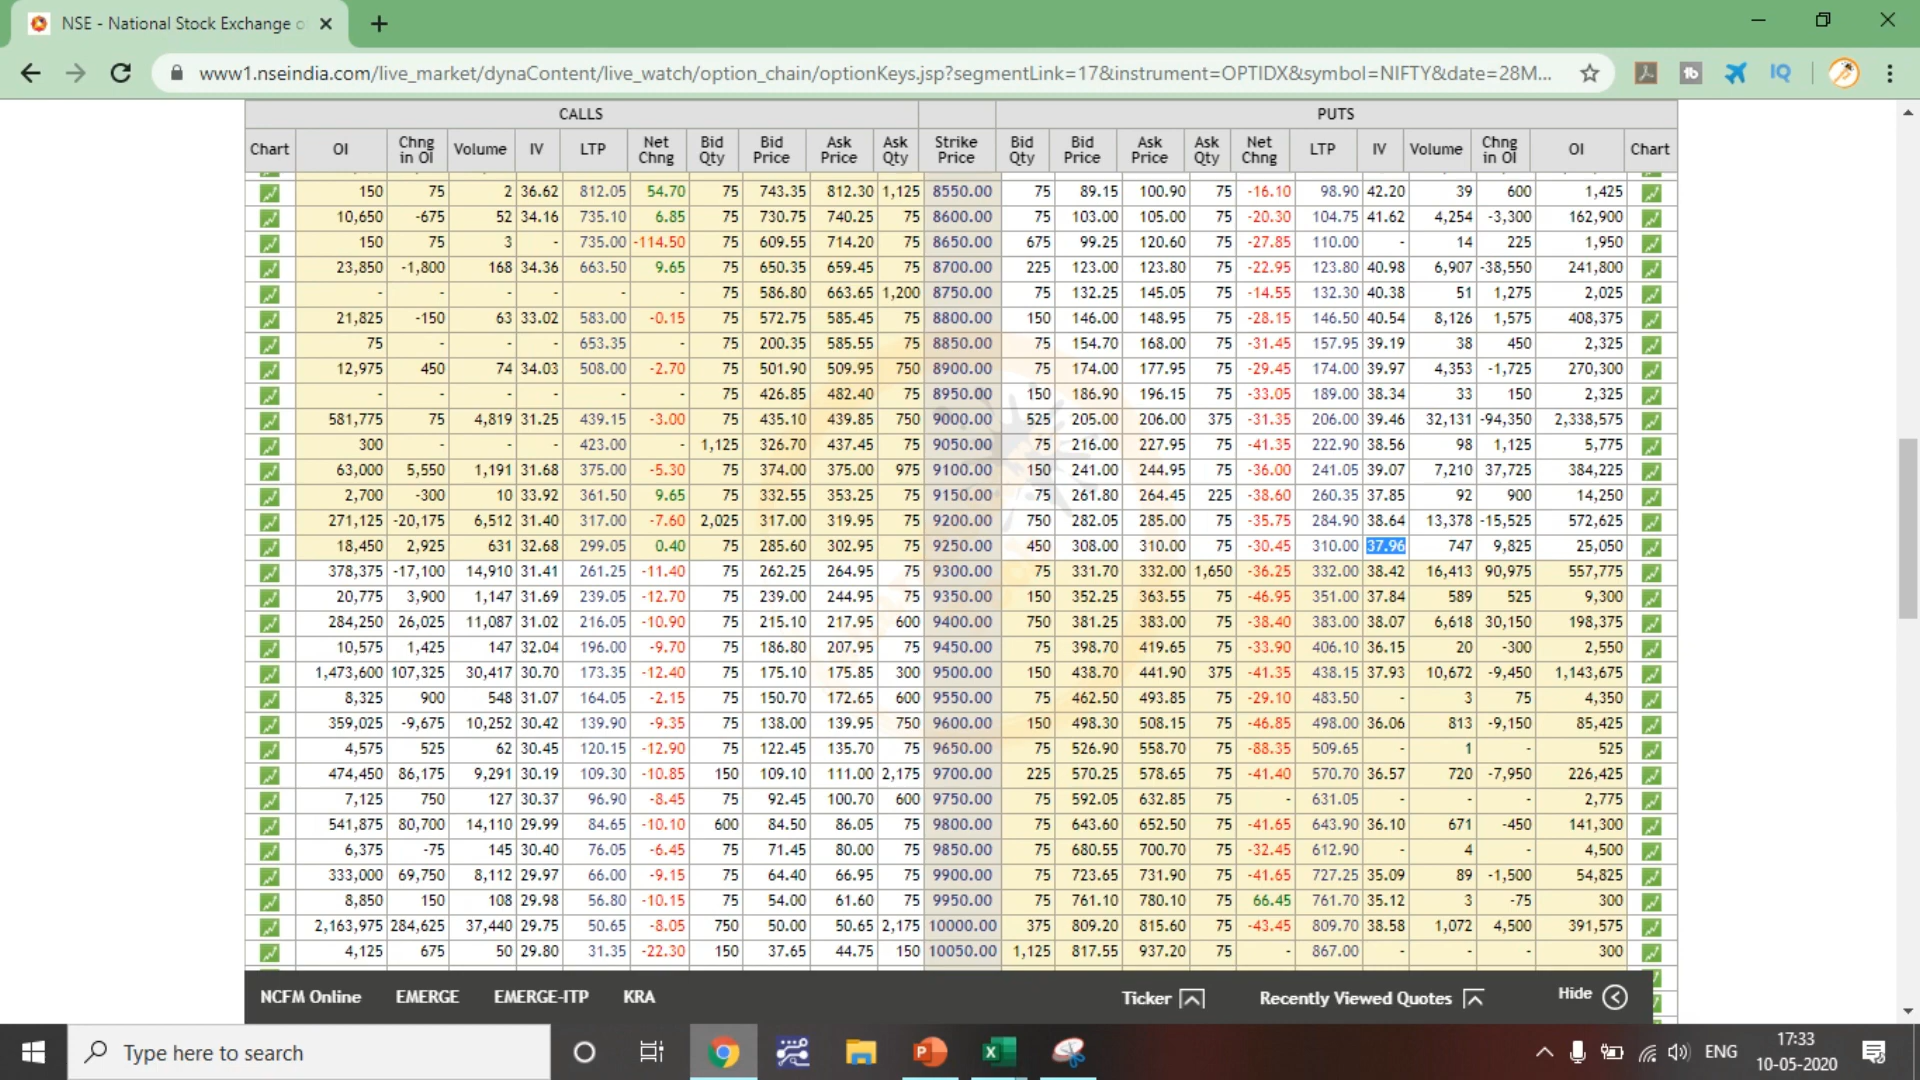 NSE - National Stock Exchange o
www1.nseindia.com/live_market/dynaContent/live_watch/option_chain/optionKeys.jsp?segmentLink=17&instrument=OPTIDX&symbol=NIFTY&date=28M...
CALLS PUTS
Chart OI Chng in OI Volume IV LTP Net Chng Bid Qty Bid Price Ask Price Ask Qty Strike Price Bid Qty Bid Price Ask Price Ask Qty Net Chng LTP IV Volume Chng in OI OI Chart
150 75 2 36.62 812.05 54.70 75 743.35 812.30 1,125 8550.00 75 89.15 100.90 75 -16.10 98.90 42.20 39 600 1,425
10,650 -675 52 34.16 735.10 6.85 75 730.75 740.25 75 8600.00 75 103.00 105.00 75 -20.30 104.75 41.62 4,254 -3,300 162,900
150 75 3 - 735.00 -114.50 75 609.55 714.20 75 8650.00 675 99.25 120.60 75 -27.85 110.00 - 14 225 1,950
23,850 -1,800 168 34.36 663.50 9.65 75 650.35 659.45 75 8700.00 225 123.00 123.80 75 -22.95 123.80 40.98 6,907 -38,550 241,800
- - - - - - 75 586.80 663.65 1,200 8750.00 75 132.25 145.05 75 -14.55 132.30 40.38 51 1,275 2,025
21,825 -150 63 33.02 583.00 -0.15 75 572.75 585.45 75 8800.00 150 146.00 148.95 75 -28.15 146.50 40.54 8,126 1,575 408,375
75 - - - 653.35 - 75 200.35 585.55 75 8850.00 75 154.70 168.00 75 -31.45 157.95 39.19 38 450 2,325
12,975 450 74 34.03 508.00 -2.70 75 501.90 509.95 750 8900.00 75 174.00 177.95 75 -29.45 174.00 39.97 4,353 -1,725 270,300
- - - - - - 75 426.85 482.40 75 8950.00 150 186.90 196.15 75 -33.05 189.00 38.34 33 150 2,325
581,775 75 4,819 31.25 439.15 -3.00 75 435.10 439.85 750 9000.00 525 205.00 206.00 375 -31.35 206.00 39.46 32,131 -94,350 2,338,575
300 - - - 423.00 - 1,125 326.70 437.45 75 9050.00 75 216.00 227.95 75 -41.35 222.90 38.56 98 1,125 5,775
63,000 5,550 1,191 31.68 375.00 -5.30 75 374.00 375.00 975 9100.00 150 241.00 244.95 75 -36.00 241.05 39.07 7,210 37,725 384,225
2,700 -300 10 33.92 361.50 9.65 75 332.55 353.25 75 9150.00 75 261.80 264.45 225 -38.60 260.35 37.85 92 900 14,250
271,125 -20,175 6,512 31.40 317.00 -7.60 2,025 317.00 319.95 75 9200.00 750 282.05 285.00 75 -35.75 284.90 38.64 13,378 -15,525 572,625
18,450 2,925 631 32.68 299.05 0.40 75 285.60 302.95 75 9250.00 450 308.00 310.00 75 -30.45 310.00 37.96 747 9,825 25,050
378,375 -17,100 14,910 31.41 261.25 -11.40 75 262.25 264.95 75 9300.00 75 331.70 332.00 1,650 -36.25 332.00 38.42 16,413 90,975 557,775
20,775 3,900 1,147 31.69 239.05 -12.70 75 239.00 244.95 75 9350.00 150 352.25 363.55 75 -46.95 351.00 37.84 589 525 9,300
284,250 26,025 11,087 31.02 216.05 -10.90 75 215.10 217.95 600 9400.00 750 381.25 383.00 75 -38.40 383.00 38.07 6,618 30,150 198,375
10,575 1,425 147 32.04 196.00 -9.70 75 186.80 207.95 75 9450.00 75 398.70 419.65 75 -33.90 406.10 36.15 20 -300 2,550
1,473,600 107,325 30,417 30.70 173.35 -12.40 75 175.10 175.85 300 9500.00 150 438.70 441.90 375 -41.35 438.15 37.93 10,672 -9,450 1,143,675
8,325 900 548 31.07 164.05 -2.15 75 150.70 172.65 600 9550.00 75 462.50 493.85 75 -29.10 483.50 - 3 75 4,350
359,025 -9,675 10,252 30.42 139.90 -9.35 75 138.00 139.95 750 9600.00 150 498.30 508.15 75 -46.85 498.00 36.06 813 -9,150 85,425
4,575 525 62 30.45 120.15 -12.90 75 122.45 135.70 75 9650.00 75 526.90 558.70 75 -88.35 509.65 - 1 - 525
474,450 86,175 9,291 30.19 109.30 -10.85 150 109.10 111.00 2,175 9700.00 225 570.25 578.65 75 -41.40 570.70 36.57 720 -7,950 226,425
7,125 750 127 30.37 96.90 -8.45 75 92.45 100.70 600 9750.00 75 592.05 632.85 75 - 631.05 - - - 2,775
541,875 80,700 14,110 29.99 84.65 -10.10 600 84.50 86.05 75 9800.00 75 643.60 652.50 75 -41.65 643.90 36.10 671 -450 141,300
6,375 -75 145 30.40 76.05 -6.45 75 71.45 80.00 75 9850.00 75 680.55 700.70 75 -32.45 612.90 - 4 - 4,500
333,000 69,750 8,112 29.97 66.00 -9.15 75 64.40 66.95 75 9900.00 75 723.65 731.90 75 -41.65 727.25 35.09 89 -1,500 54,825
8,850 150 108 29.98 56.80 -10.15 75 54.00 61.60 75 9950.00 75 761.10 780.10 75 66.45 761.70 35.12 3 -75 300
2,163,975 284,625 37,440 29.75 50.65 -8.05 750 50.00 50.65 2,175 10000.00 375 809.20 815.60 75 -43.45 809.70 38.58 1,072 4,500 391,575
4,125 675 50 29.80 31.35 -22.30 150 37.65 44.75 150 10050.00 1,125 817.55 937.20 75 - 867.00 - - - 300
NCFM Online EMERGE EMERGE-ITP KRA Ticker Recently Viewed Quotes Hide
Type here to search
ENG
17:33
10-05-2020